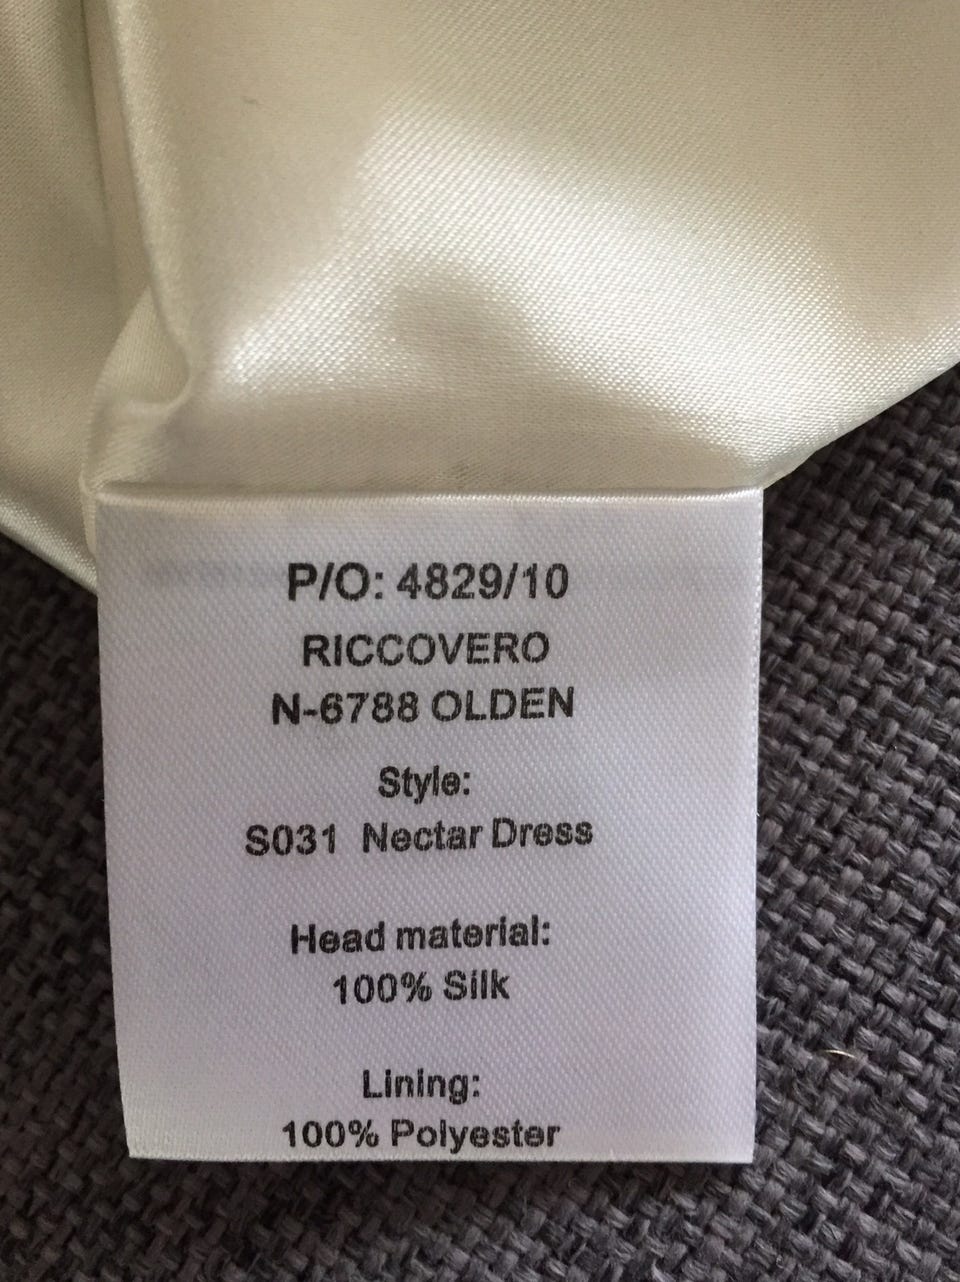 P/O: 4829/10
RICCOVERO
N-6788 OLDEN
Style:
S031 Nectar Dress
Head material:
100% Silk
Lining:
100% Polyester